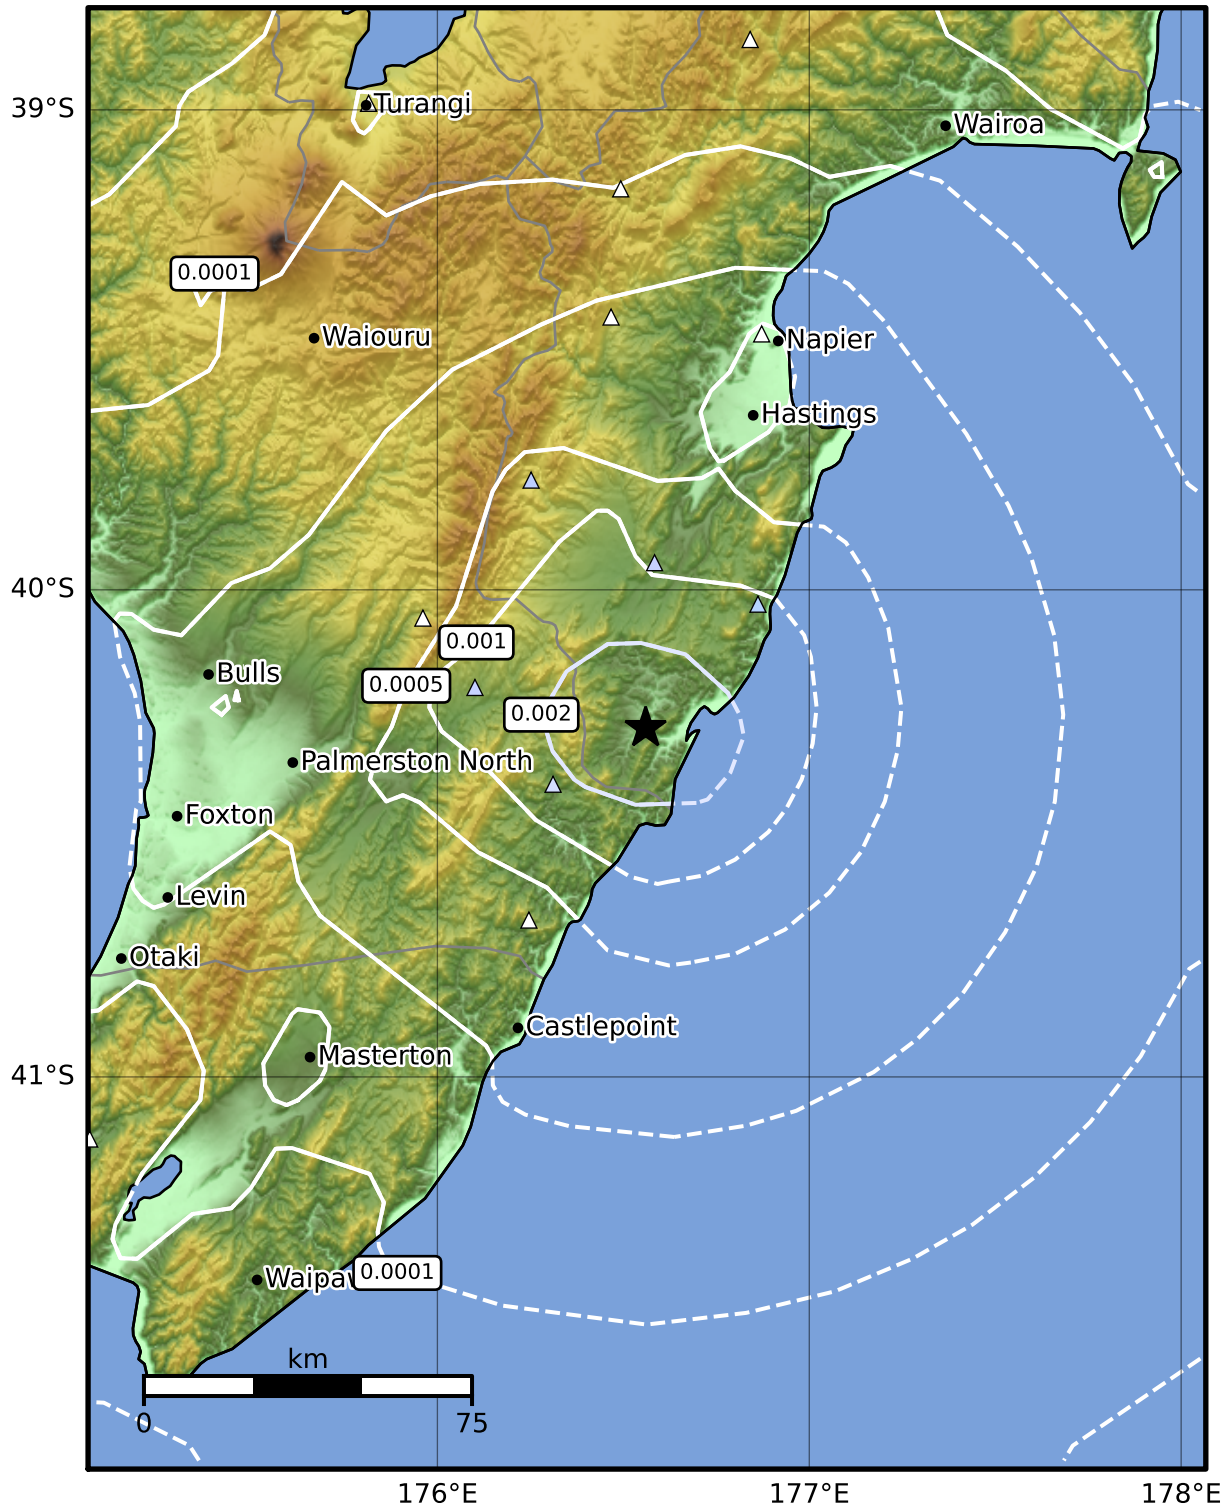 39°S
Turangi
Wairoa
0.0001
Waiouru
Napier
Hastings
40°S
0.001
Bulls
0.0005
0.002
Palmerston North
Foxton
Levin
Otaki
Castlepoint
Masterton
41°S
0.0001
km
0 75
176°E 177°E 178°E